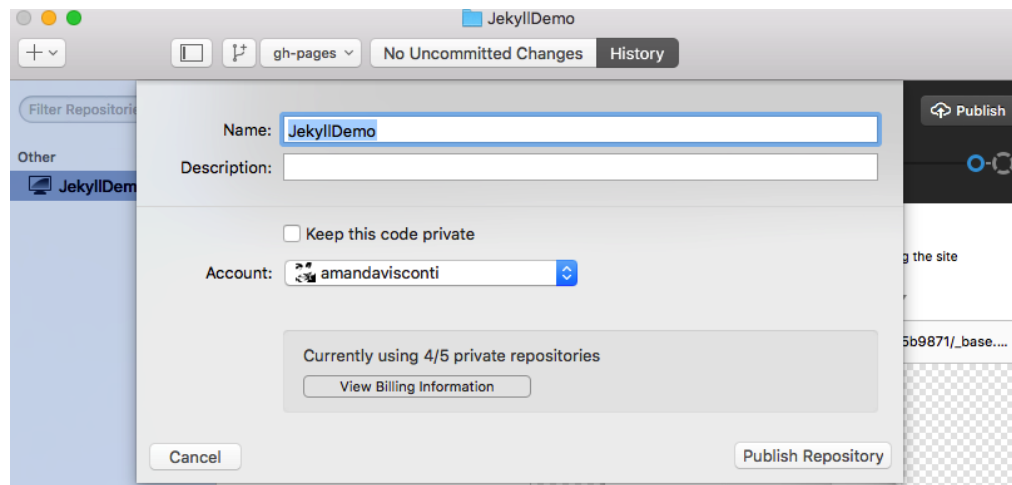 JekyllDemo
gh-pages No Uncommitted Changes History
Filter Repositorie
Publish
Name: JekyllDemo
Description:
Other
JekyllDem
Keep this code private
g the site
Account: amandavisconti
5b9871/_base....
Currently using 4/5 private repositories
View Billing Information
Cancel Publish Repository